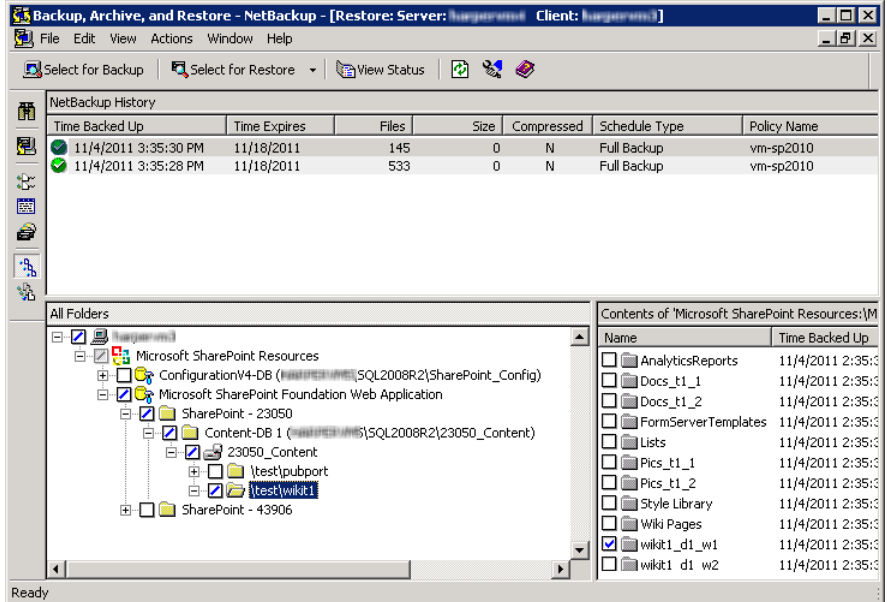 Backup, Archive, and Restore - NetBackup - [Restore: Server: Client: ]
File Edit View Actions Window Help
Select for Backup Select for Restore View Status
NetBackup History
Time Backed Up Time Expires Files Size Compressed Schedule Type Policy Name
11/4/2011 3:35:30 PM 11/18/2011 145 0 N Full Backup vm-sp2010
11/4/2011 3:35:28 PM 11/18/2011 533 0 N Full Backup vm-sp2010
All Folders
Contents of 'Microsoft SharePoint Resources:\M
Name Time Backed Up
Microsoft SharePoint Resources
ConfigurationV4-DB ( \SQL2008R2\SharePoint_Config)
Microsoft SharePoint Foundation Web Application
SharePoint - 23050
Content-DB 1 ( \SQL2008R2\23050_Content)
23050_Content
\test\pubport
\test\wikit1
SharePoint - 43906
AnalyticsReports 11/4/2011 2:35:3
Docs_t1_1 11/4/2011 2:35:3
Docs_t1_2 11/4/2011 2:35:3
FormServerTemplates 11/4/2011 2:35:3
Lists 11/4/2011 2:35:3
Pics_t1_1 11/4/2011 2:35:3
Pics_t1_2 11/4/2011 2:35:3
Style Library 11/4/2011 2:35:3
Wiki Pages 11/4/2011 2:35:3
wikit1_d1_w1 11/4/2011 2:35:3
wikit1 d1 w2 11/4/2011 2:35:3
Ready